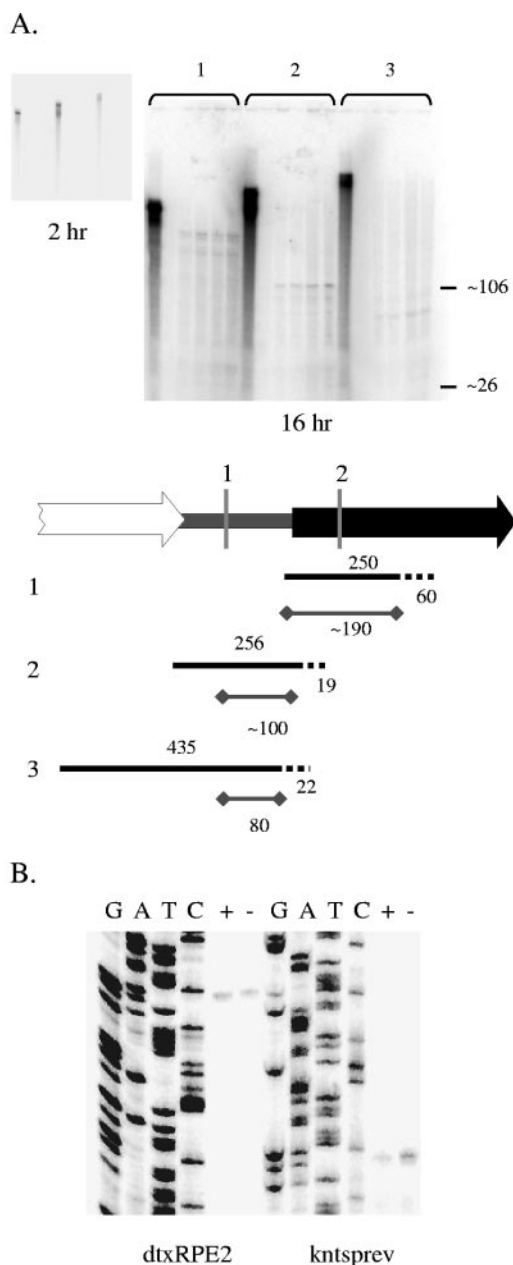 A.
1 2 3
2 hr
~106
~26
16 hr
1 2
250
1
60
~190
256
2
19
~100
435
3
22
80
B.
G A T C + - G A T C + -
dtxRPE2 kntsprev